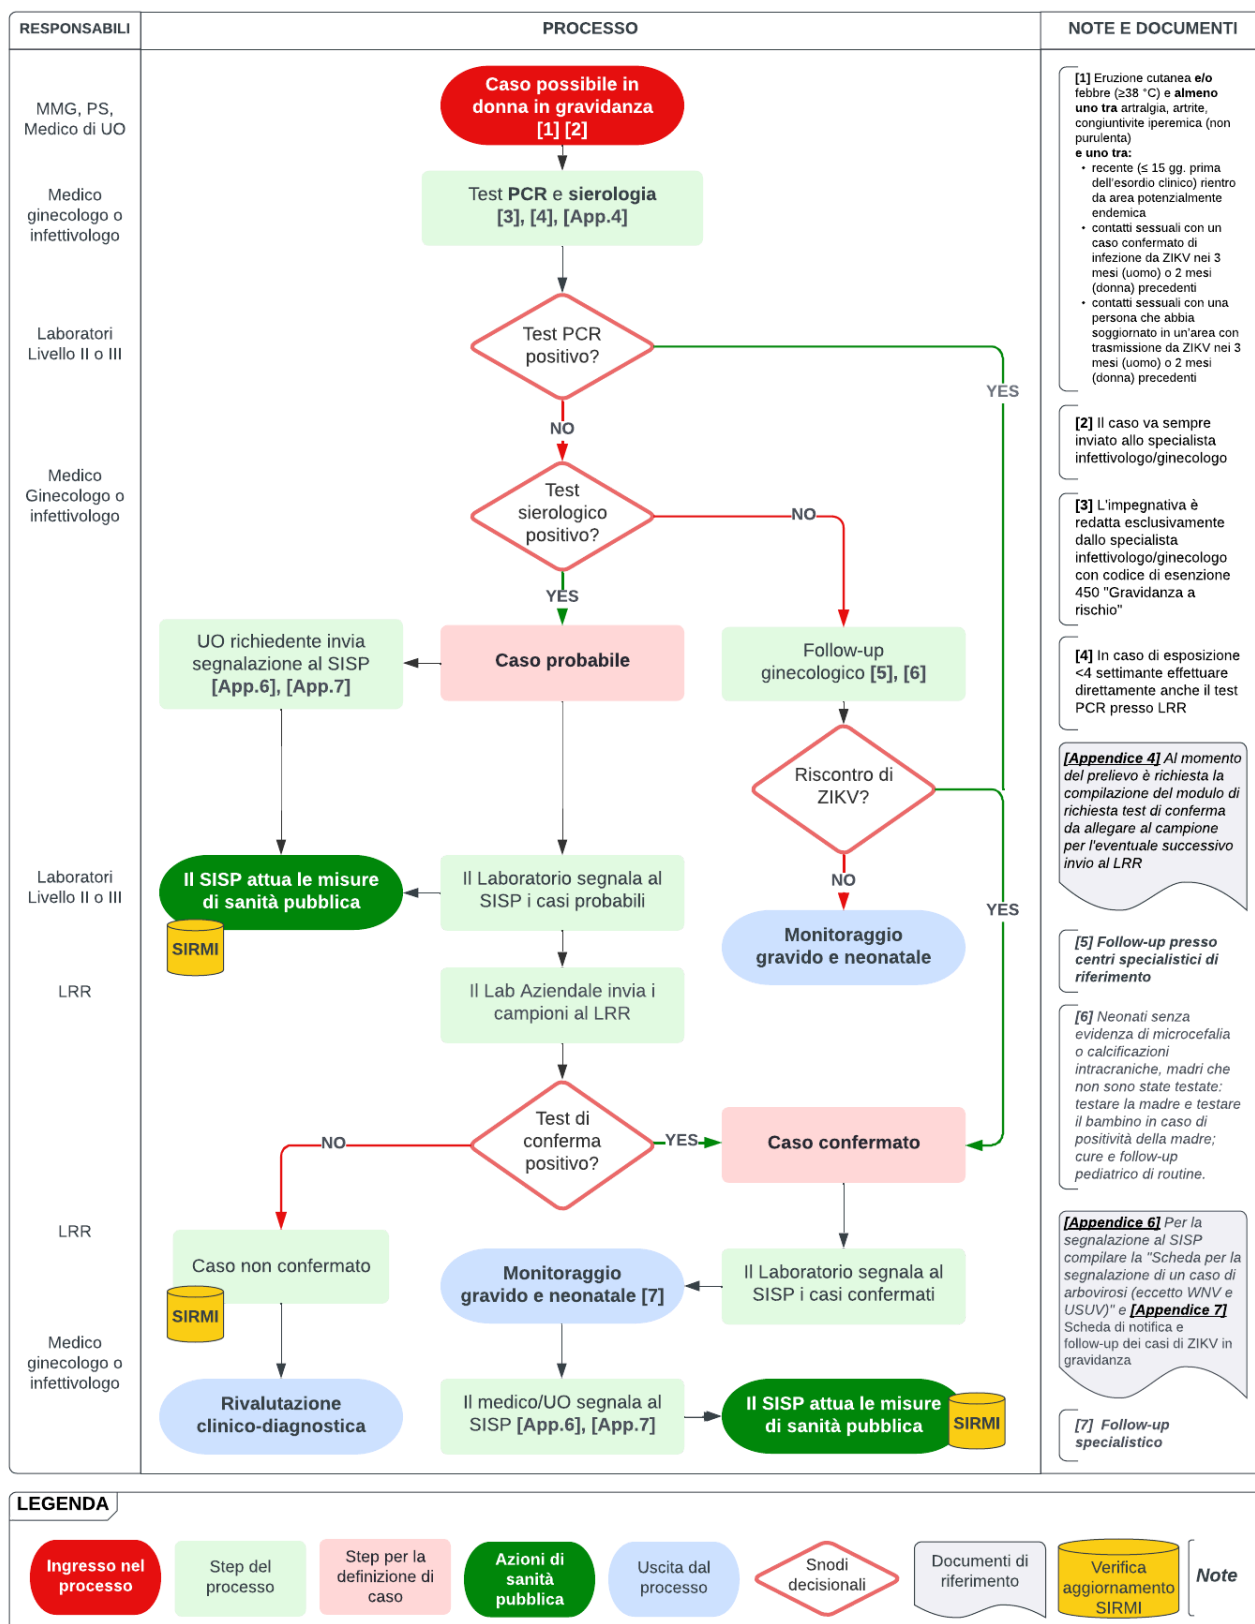 RESPONSABILI
PROCESSO
NOTE E DOCUMENTI
MMG, PS,
Medico di UO
Caso possibile in
donna in gravidanza
[1] [2]
Medico
ginecologo o
infettivologo
Test PCR e sierologia
[3], [4], [App.4]
Laboratori
Livello II o III
Test PCR
positivo?
YES
NO
Medico
Ginecologo o
infettivologo
Test
sierologico
positivo?
NO
YES
UO richiedente invia
segnalazione al SISP
[App.6], [App.7]
Caso probabile
Follow-up
ginecologico [5], [6]
Riscontro di
ZIKV?
NO
YES
Laboratori
Livello II o III
Il SISP attua le misure
di sanità pubblica
SIRMI
Il Laboratorio segnala al
SISP i casi probabili
Monitoraggio
gravido e neonatale
LRR
Il Lab Aziendale invia i
campioni al LRR
Test di
conferma
positivo?
NO
YES
Caso confermato
LRR
Caso non confermato
SIRMI
Monitoraggio
gravido e neonatale [7]
Il Laboratorio segnala al
SISP i casi confermati
Medico
ginecologo o
infettivologo
Rivalutazione
clinico-diagnostica
Il medico/UO segnala al
SISP [App.6], [App.7]
Il SISP attua le misure
di sanità pubblica
SIRMI
[1] Eruzione cutanea e/o
febbre (≥38 °C) e almeno
uno tra artralgia, artrite,
congiuntivite iperemica (non
purulenta)
e uno tra:
• recente (≤ 15 gg. prima
dell'esordio clinico) rientro
da area potenzialmente
endemica
• contatti sessuali con un
caso confermato di
infezione da ZIKV nei 3
mesi (uomo) o 2 mesi
(donna) precedenti
• contatti sessuali con una
persona che abbia
soggiornato in un'area con
trasmissione da ZIKV nei 3
mesi (uomo) o 2 mesi
(donna) precedenti
[2] Il caso va sempre
inviato allo specialista
infettivologo/ginecologo
[3] L'impegnativa è
redatta esclusivamente
dallo specialista
infettivologo/ginecologo
con codice di esenzione
450 "Gravidanza a
rischio"
[4] In caso di esposizione
<4 settimante effettuare
direttamente anche il test
PCR presso LRR
[Appendice 4] Al momento
del prelievo è richiesta la
compilazione del modulo di
richiesta test di conferma
da allegare al campione
per l'eventuale successivo
invio al LRR
[5] Follow-up presso
centri specialistici di
riferimento
[6] Neonati senza
evidenza di microcefalia
o calcificazioni
intracraniche, madri che
non sono state testate:
testare la madre e testare
il bambino in caso di
positività della madre;
cure e follow-up
pediatrico di routine.
[Appendice 6] Per la
segnalazione al SISP
compilare la "Scheda per la
segnalazione di un caso di
arbovirosi (eccetto WNV e
USUV)" e [Appendice 7]
Scheda di notifica e
follow-up dei casi di ZIKV in
gravidanza
[7] Follow-up
specialistico
LEGENDA
Ingresso nel
processo
Step del
processo
Step per la
definizione di
caso
Azioni di
sanità
pubblica
Uscita dal
processo
Snodi
decisionali
Documenti di
riferimento
Verifica
aggiornamento
SIRMI
Note